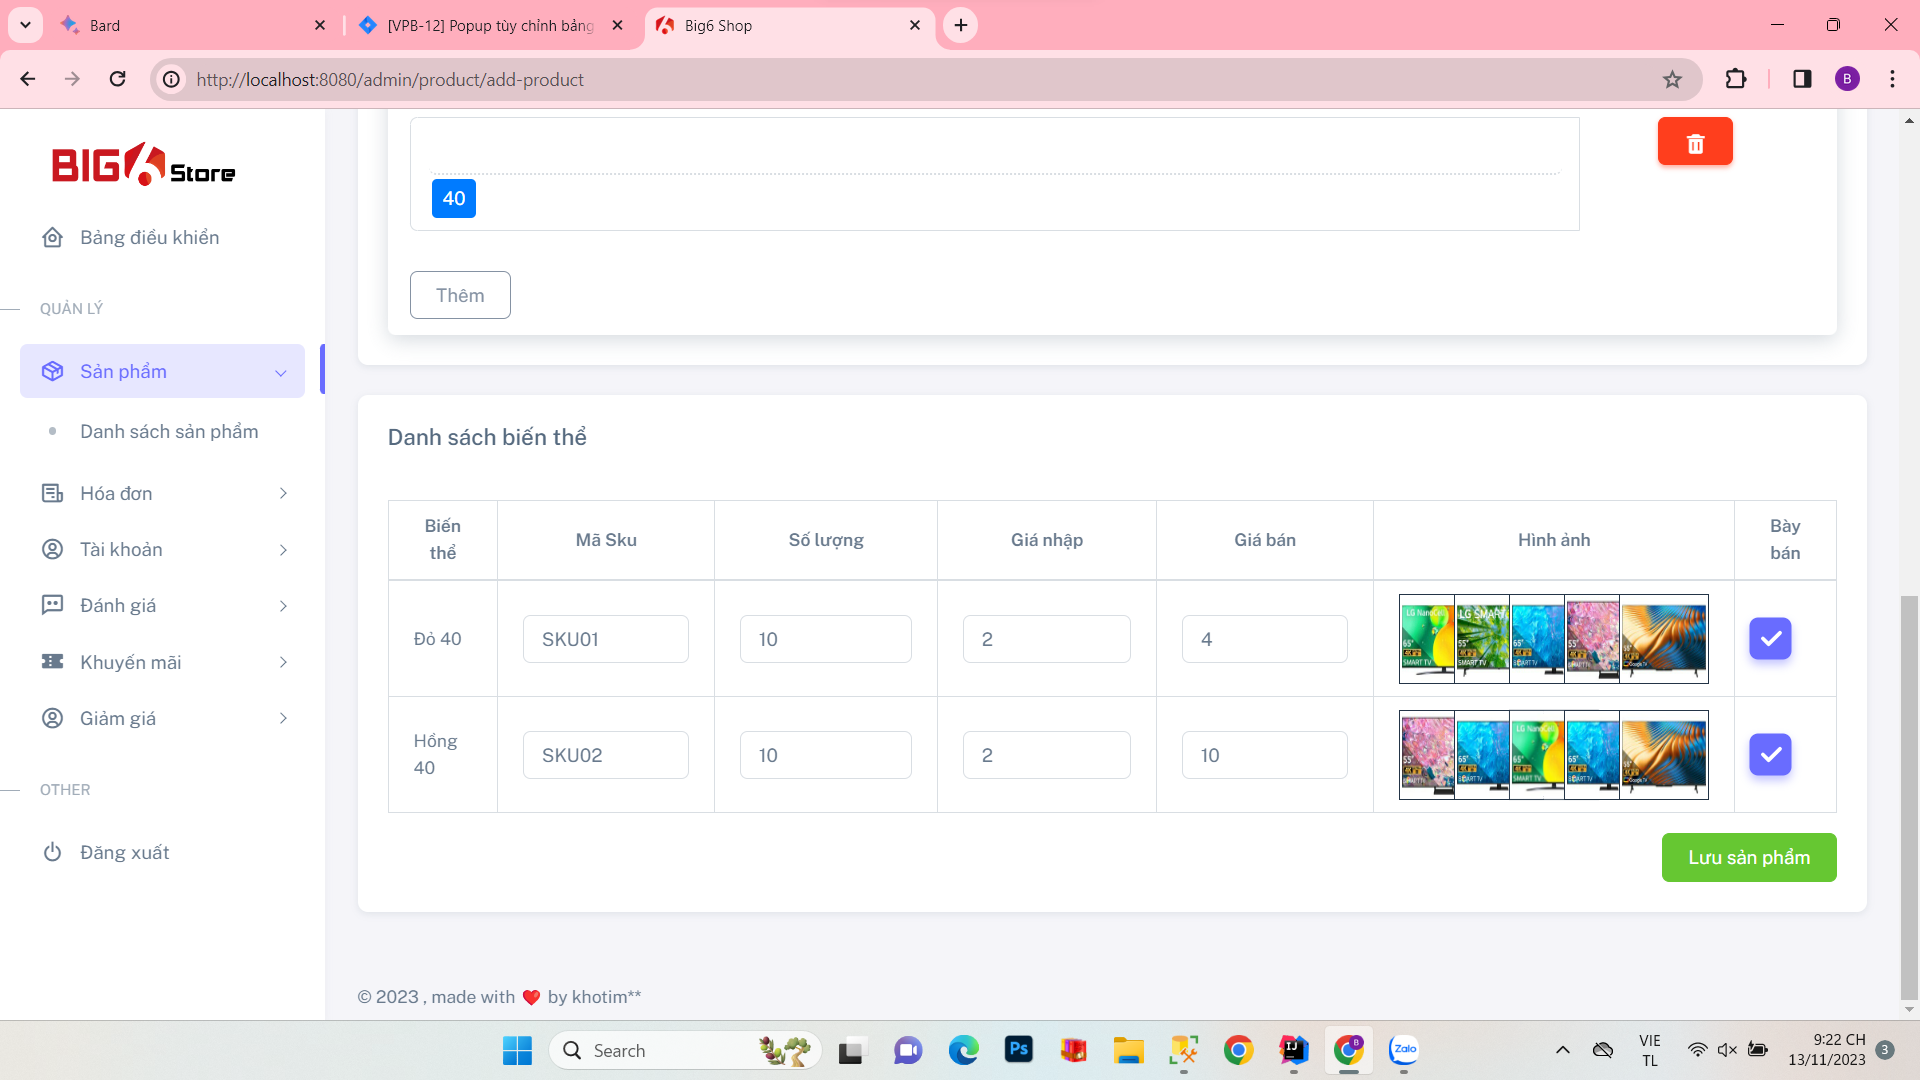 Bard
[VPB-12] Popup tùy chỉnh bảng
Big6 Shop
http://localhost:8080/admin/product/add-product
B
BIG6 Store
Bảng điều khiển
QUẢN LÝ
Sản phẩm
Danh sách sản phẩm
Hóa đơn
Tài khoản
Đánh giá
Khuyến mãi
Giảm giá
OTHER
Đăng xuất
40
Thêm
Danh sách biến thể
Biến thể Mã Sku Số lượng Giá nhập Giá bán Hình ảnh Bày bán
Đỏ 40 SKU01 10 2 4
Hồng 40 SKU02 10 2 10
Lưu sản phẩm
© 2023 , made with ❤️ by khotim**
Search
Ps
IJ
B
Zalo
VIE
TL
9:22 CH
13/11/2023
3